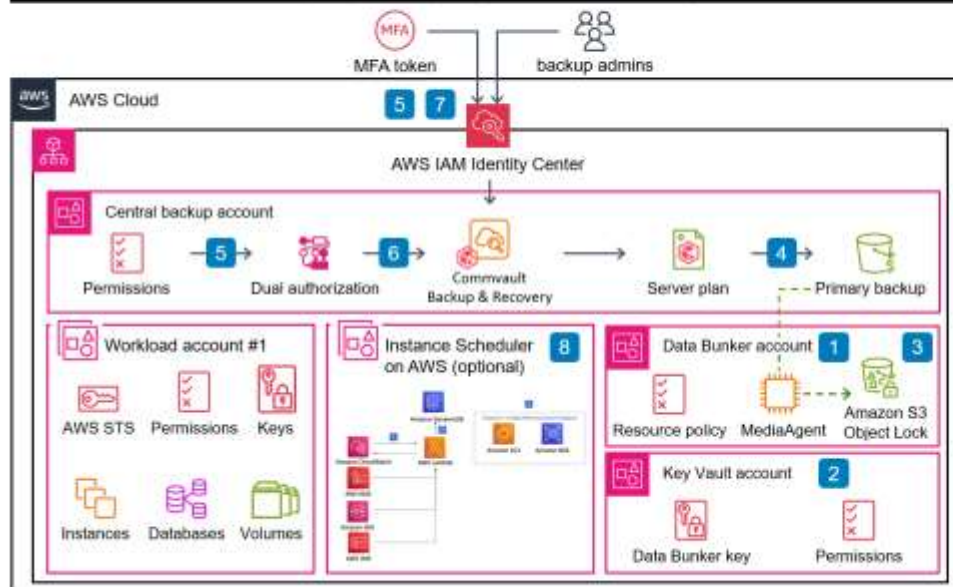 MFA
MFA token
backup admins
aws
AWS Cloud
5
7
AWS IAM Identity Center
Central backup account
5
6
4
Permissions
Dual authorization
Commvault
Backup & Recovery
Server plan
Primary backup
Workload account #1
AWS STS
Permissions
Keys
Instances
Databases
Volumes
Instance Scheduler
on AWS (optional)
8
Data Bunker account
1
3
Resource policy
MediaAgent
Amazon S3
Object Lock
Key Vault account
2
Data Bunker key
Permissions